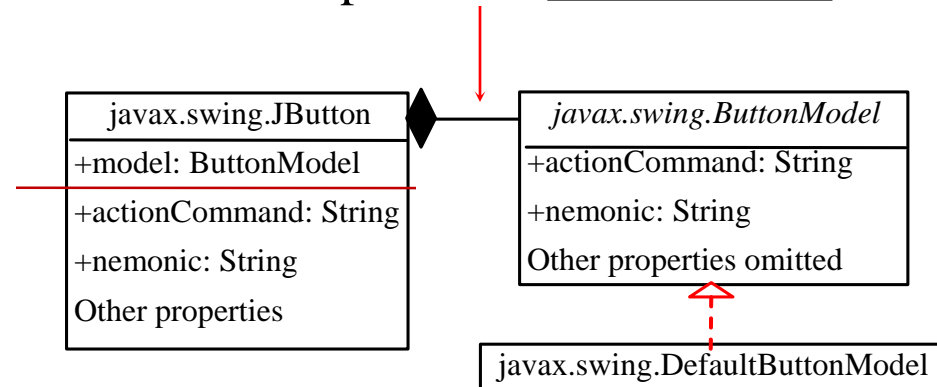 javax.swing.JButton
+model: ButtonModel
+actionCommand: String
+nemonic: String
Other properties
javax.swing.ButtonModel
+actionCommand: String
+nemonic: String
Other properties omitted
javax.swing.DefaultButtonModel